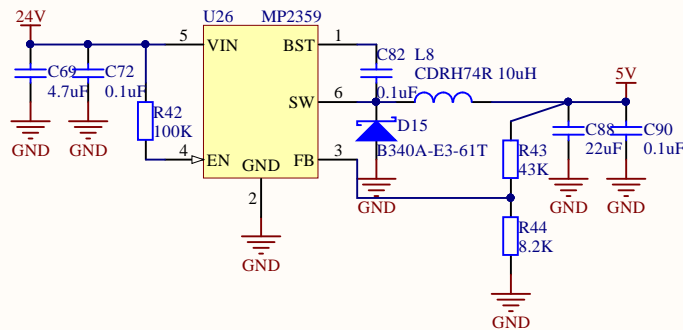 24V
U26
MP2359
5
VIN
BST
1
C82
L8
CDRH74R 10uH
0.1uF
C69
4.7uF
C72
0.1uF
SW
6
5V
R42
100K
D15
B340A-E3-61T
C88
22uF
C90
0.1uF
4
EN
GND
FB
3
R43
43K
GND
GND
2
GND
GND
GND
GND
R44
8.2K
GND
GND